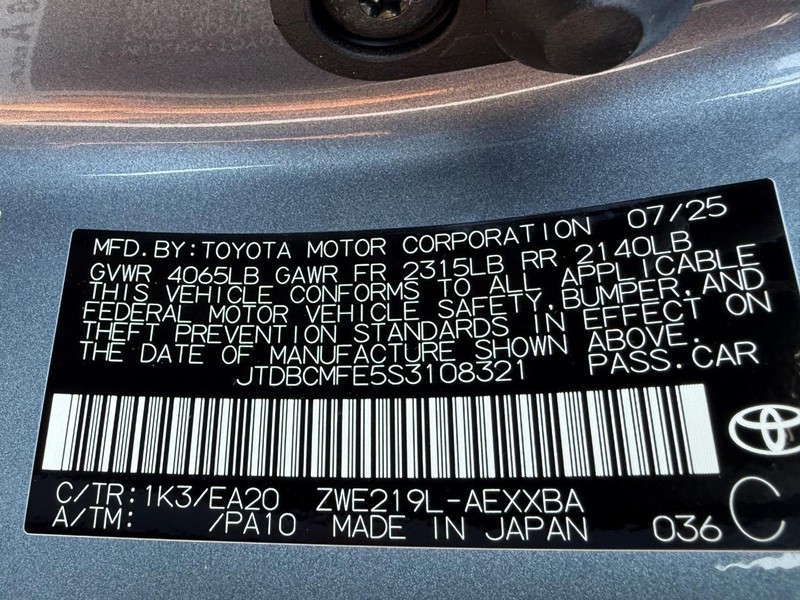 MFD.BY:TOYOTA MOTOR CORPORATION 07/25
GVWR 4065LB GAWR FR 2315LB RR 2140LB
THIS VEHICLE CONFORMS TO ALL APPLICABLE
FEDERAL MOTOR VEHICLE SAFETY,BUMPER,AND
THEFT PREVENTION STANDARDS IN EFFECT ON
THE DATE OF MANUFACTURE SHOWN ABOVE.
JTDBCMFE5S3108321 PASS.CAR
C/TR:1K3/EA20 ZWE219L-AEXXBA
A/TM: /PA10 MADE IN JAPAN 036 C